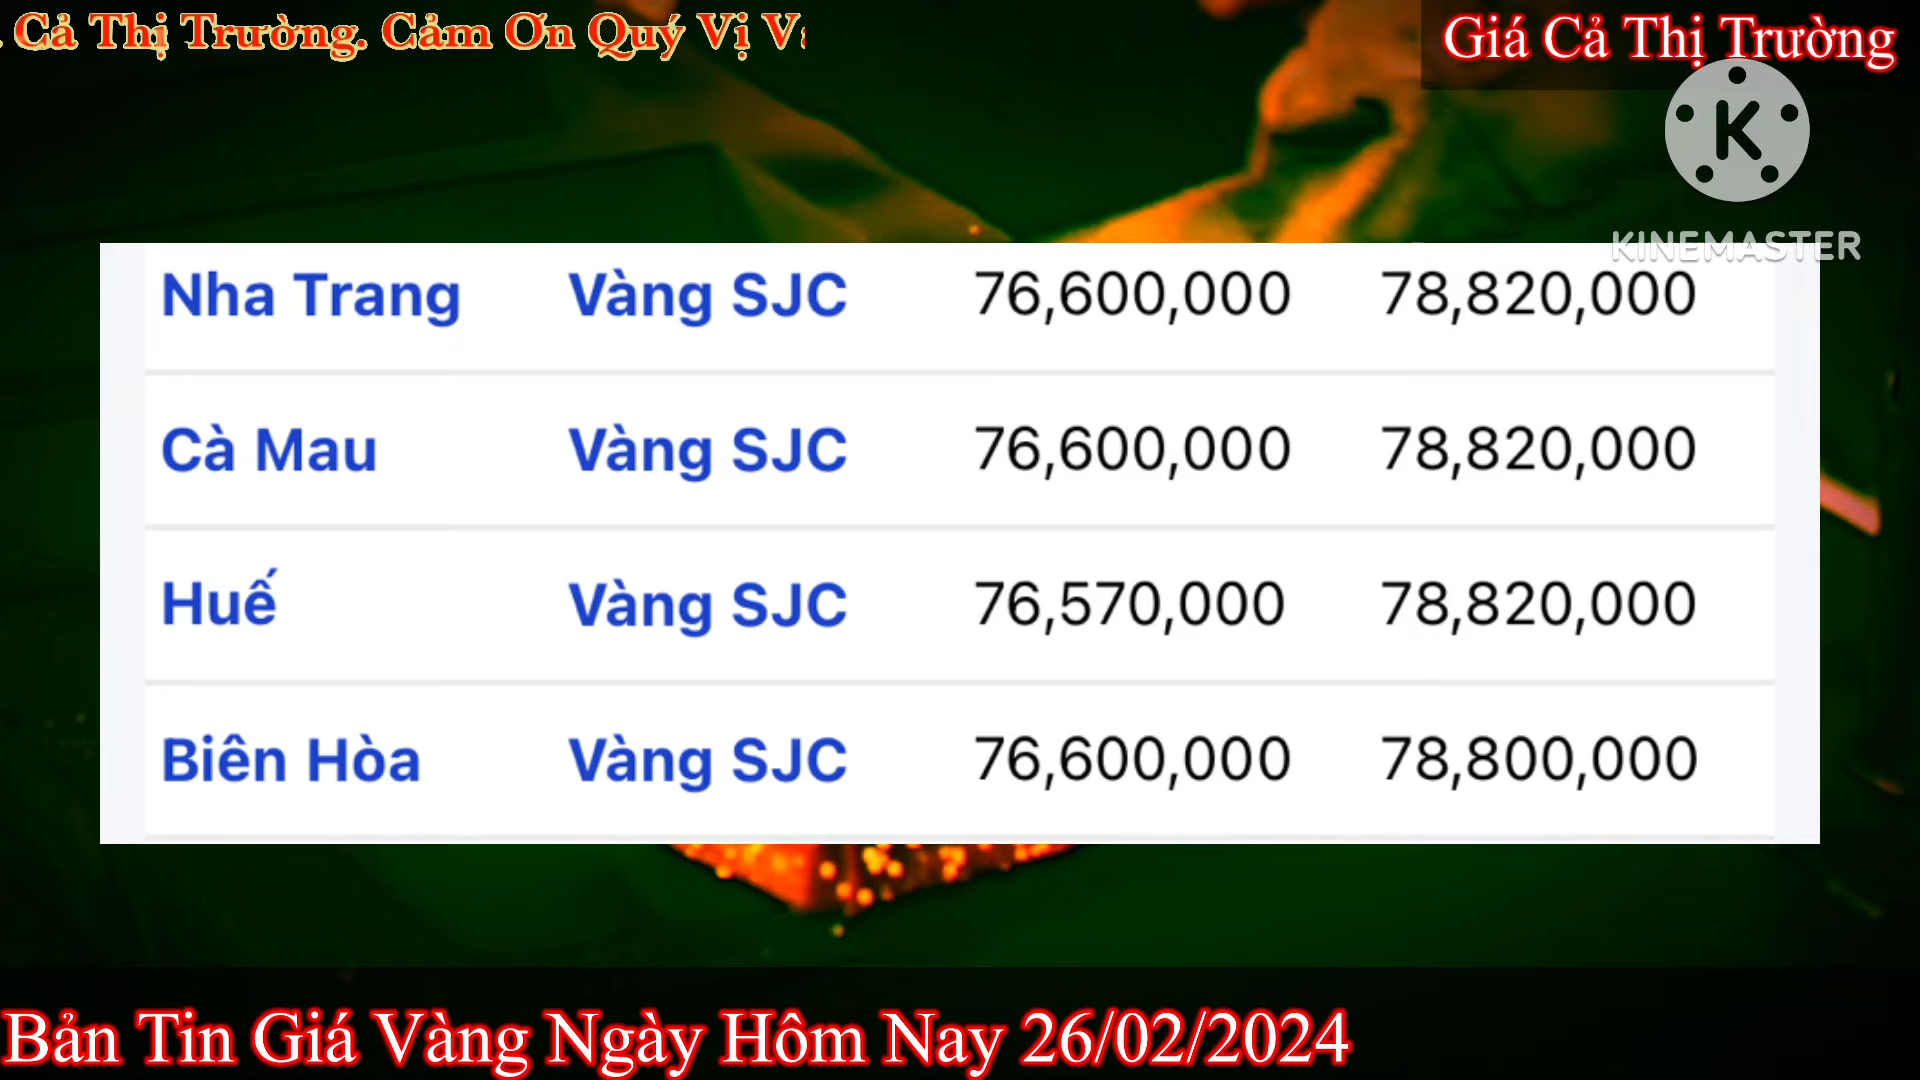 Cả Thị Trường. Cảm Ơn Quý Vị
Giá Cả Thị Trường
K
KINEMASTER
Nha Trang Vàng SJC 76,600,000 78,820,000
Cà Mau Vàng SJC 76,600,000 78,820,000
Huế Vàng SJC 76,570,000 78,820,000
Biên Hòa Vàng SJC 76,600,000 78,800,000
Bản Tin Giá Vàng Ngày Hôm Nay 26/02/2024